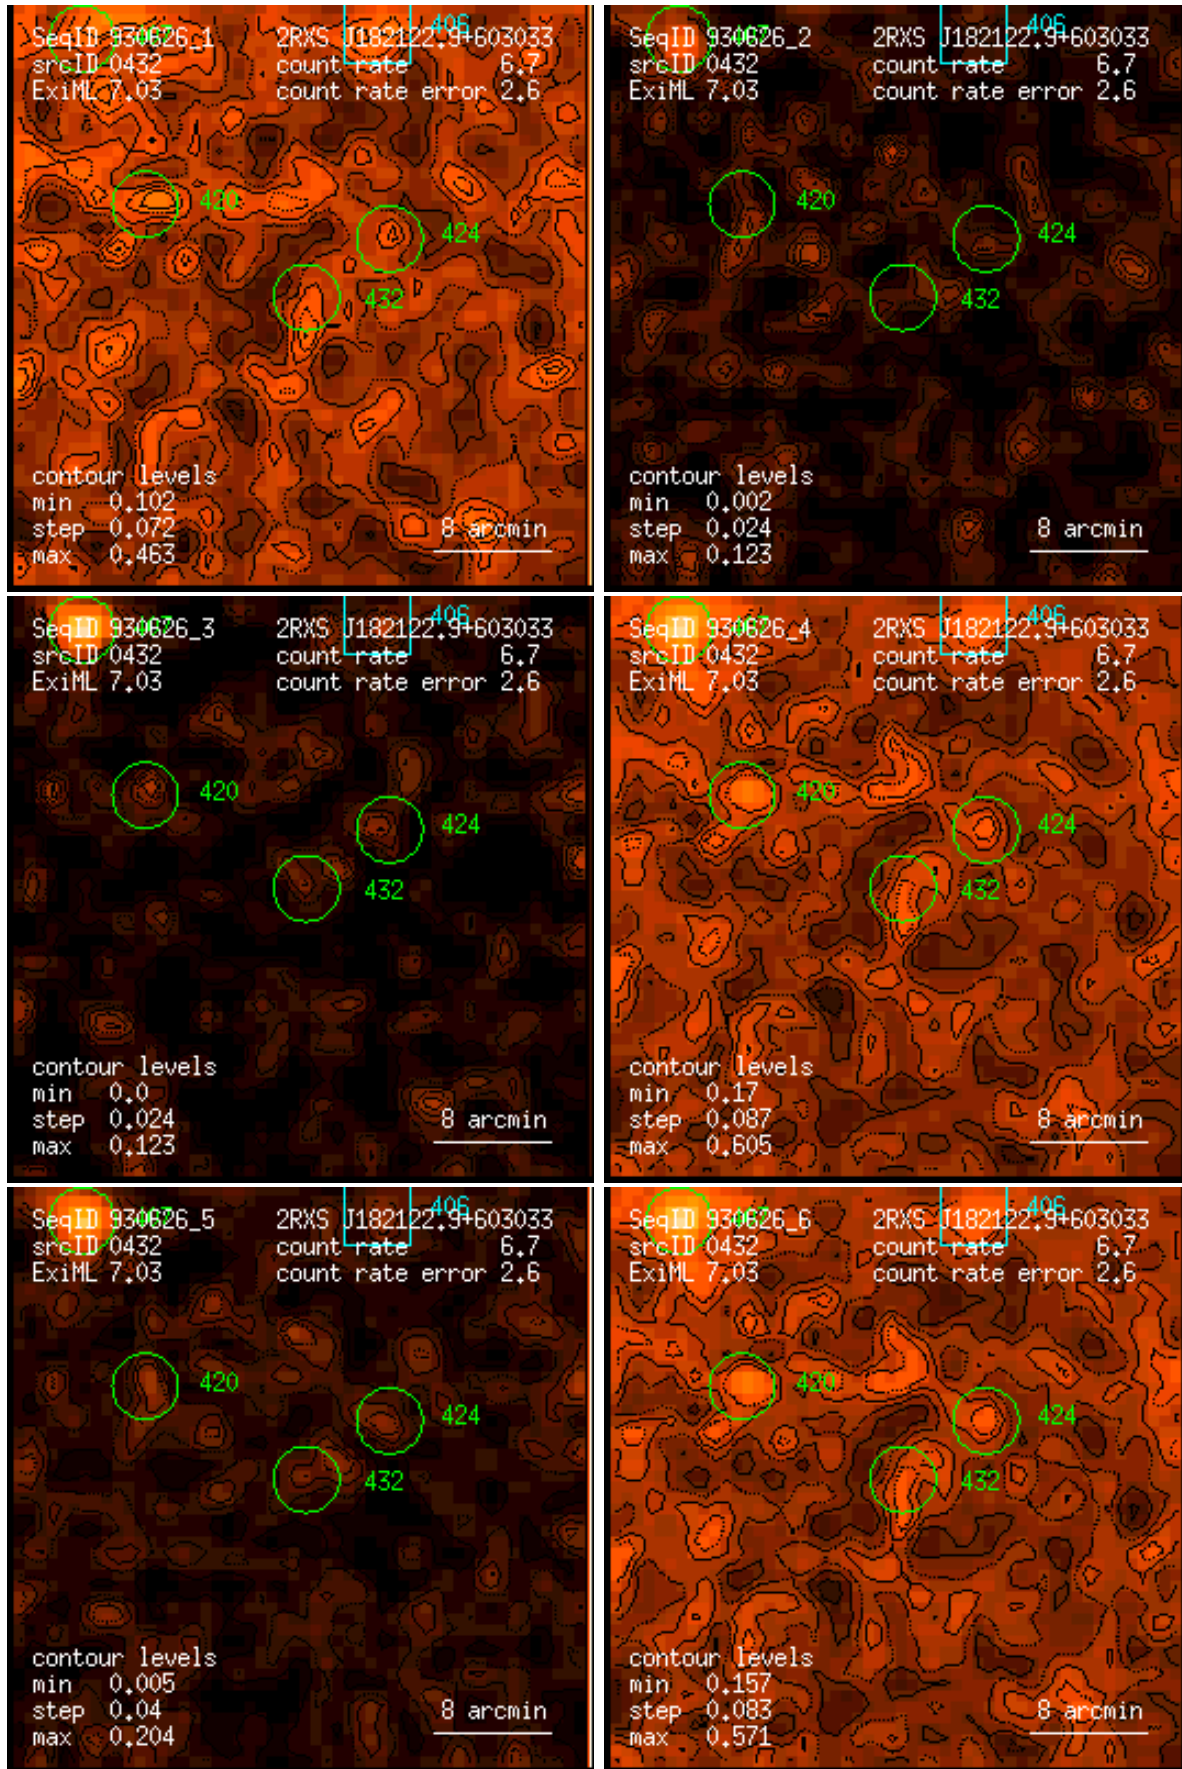 406
SeqID 930626_1 2RXS J182122.9+603033
srcID 0432 count rate 6.7
ExiML 7.03 count rate error 2.6
420
424
432
contour levels
min 0.102
step 0.072
max 0.463
8 arcmin
406
SeqID 930626_2 2RXS J182122.9+603033
srcID 0432 count rate 6.7
ExiML 7.03 count rate error 2.6
420
424
432
contour levels
min 0.002
step 0.024
max 0.123
8 arcmin
406
SeqID 930626_3 2RXS J182122.9+603033
srcID 0432 count rate 6.7
ExiML 7.03 count rate error 2.6
420
424
432
contour levels
min 0.0
step 0.024
max 0.123
8 arcmin
406
SeqID 930626_4 2RXS J182122.9+603033
srcID 0432 count rate 6.7
ExiML 7.03 count rate error 2.6
420
424
432
contour levels
min 0.17
step 0.087
max 0.605
8 arcmin
406
SeqID 930626_5 2RXS J182122.9+603033
srcID 0432 count rate 6.7
ExiML 7.03 count rate error 2.6
420
424
432
contour levels
min 0.005
step 0.04
max 0.204
8 arcmin
406
SeqID 930626_6 2RXS J182122.9+603033
srcID 0432 count rate 6.7
ExiML 7.03 count rate error 2.6
420
424
432
contour levels
min 0.157
step 0.083
max 0.571
8 arcmin